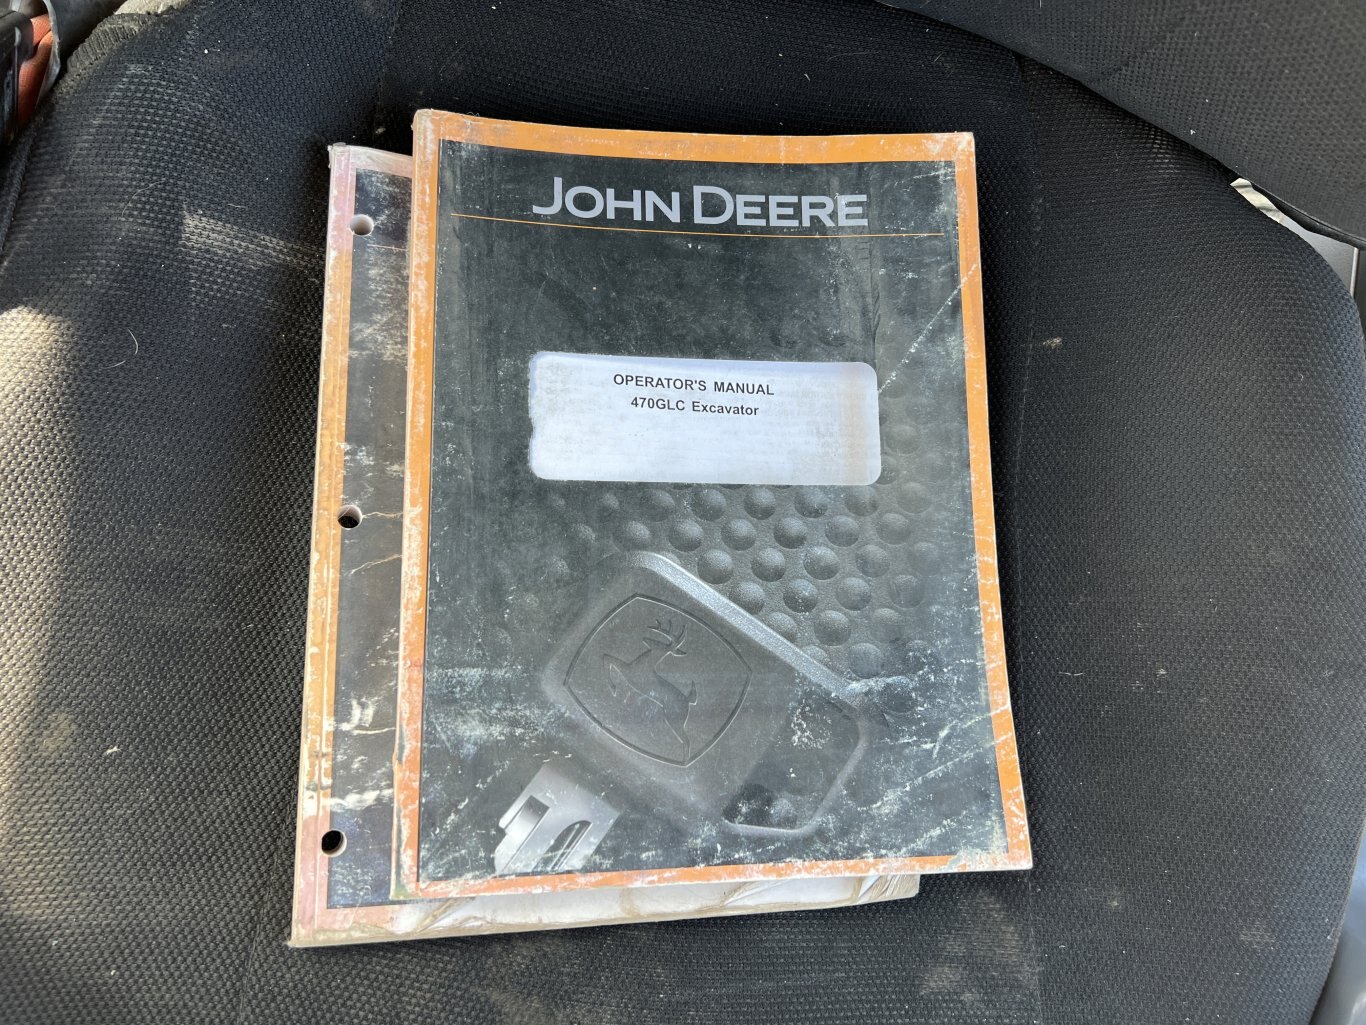 JOHN DEERE
OPERATOR'S MANUAL
470GLC Excavator